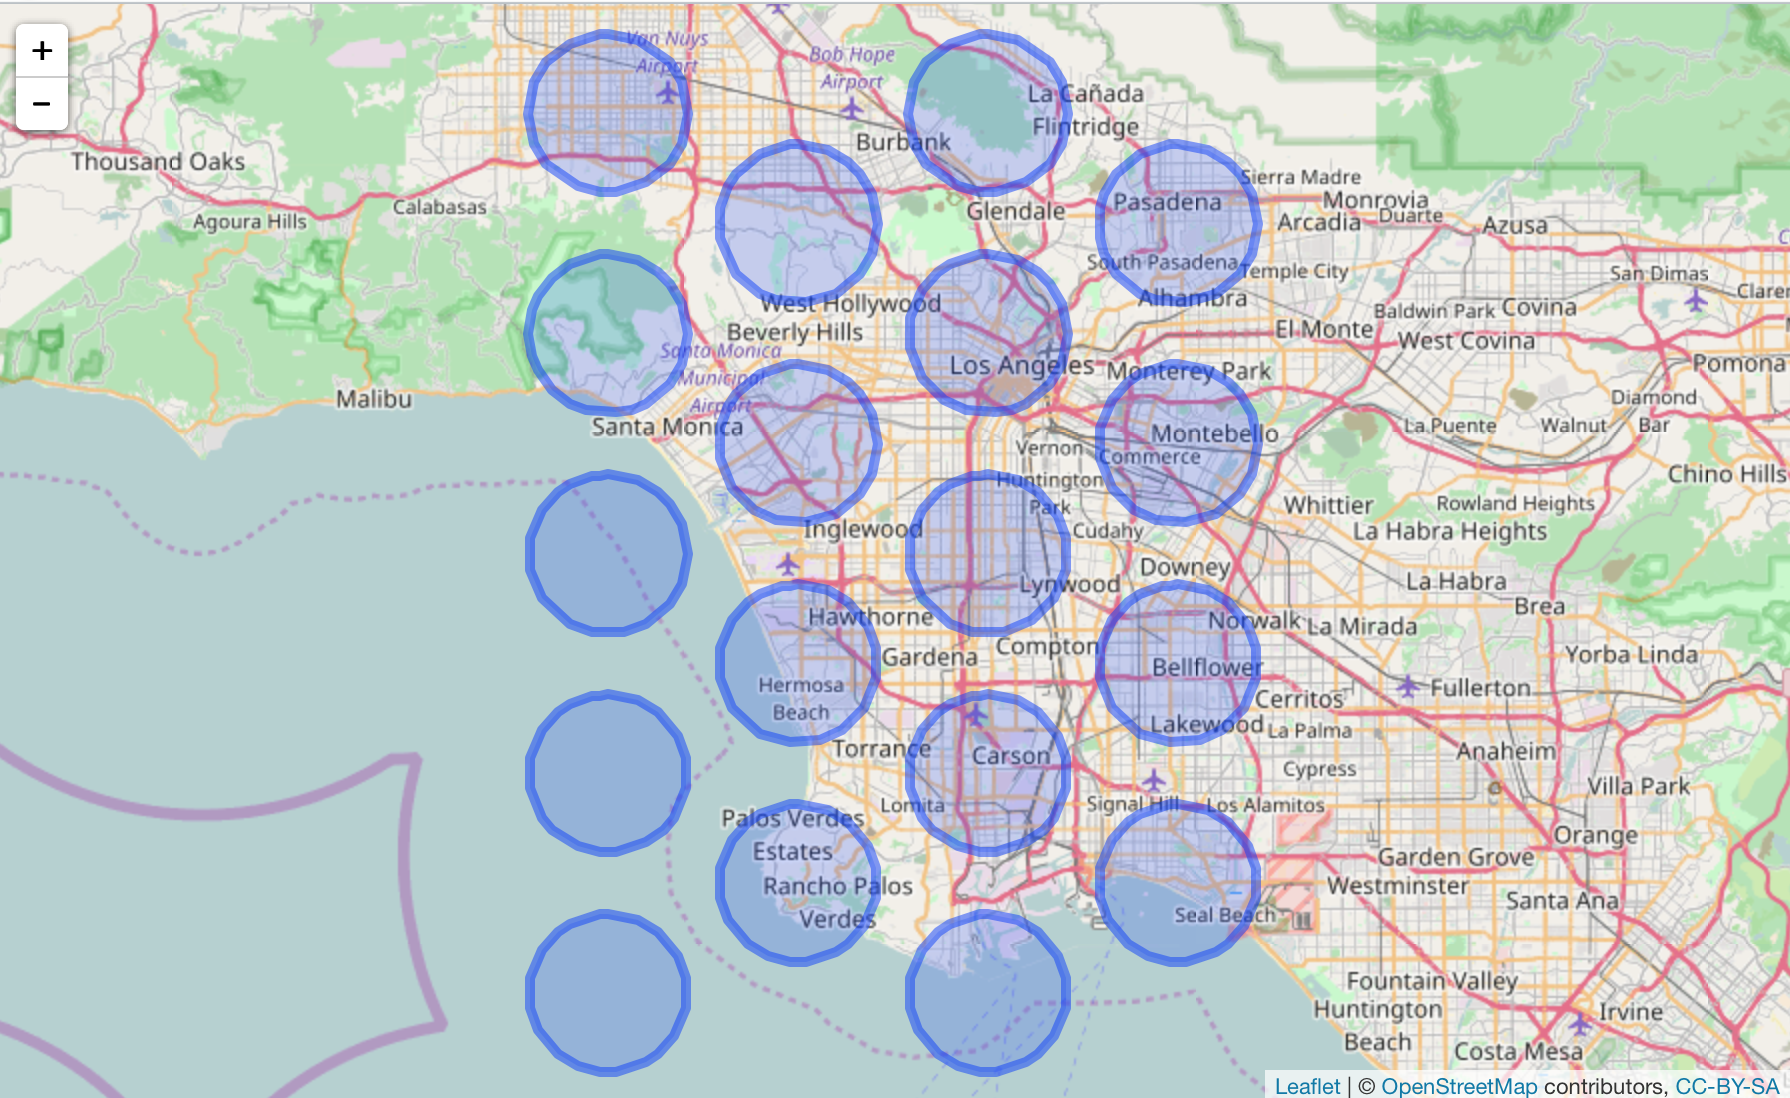 +
−
Van Nuys
Airport
Bob Hope
Airport
La Cañada
Flintridge
Burbank
Thousand Oaks
Sierra Madre
Pasadena
Monrovia
Agoura Hills
Calabasas
Glendale
Arcadia
Duarte
Azusa
South Pasadena
Temple City
San Dimas
Alhambra
West Hollywood
Beverly Hills
Baldwin Park
Covina
El Monte
West Covina
Santa Monica
Municipal
Airport
Los Angeles
Monterey Park
Pomona
Malibu
Diamond
Bar
Santa Monica
Vernon
Montebello
Commerce
La Puente
Walnut
Huntington
Park
Chino Hills
Whittier
Rowland Heights
Inglewood
Cudahy
La Habra Heights
Downey
Lynwood
La Habra
Brea
Hawthorne
Norwalk
La Mirada
Gardena
Compton
Yorba Linda
Bellflower
Hermosa
Beach
Cerritos
Fullerton
Torrance
Lakewood
La Palma
Carson
Anaheim
Cypress
Villa Park
Lomita
Signal Hill
Los Alamitos
Palos Verdes
Estates
Orange
Garden Grove
Rancho Palos
Verdes
Westminster
Santa Ana
Seal Beach
Fountain Valley
Huntington
Beach
Irvine
Costa Mesa
Leaflet | © OpenStreetMap contributors, CC-BY-SA